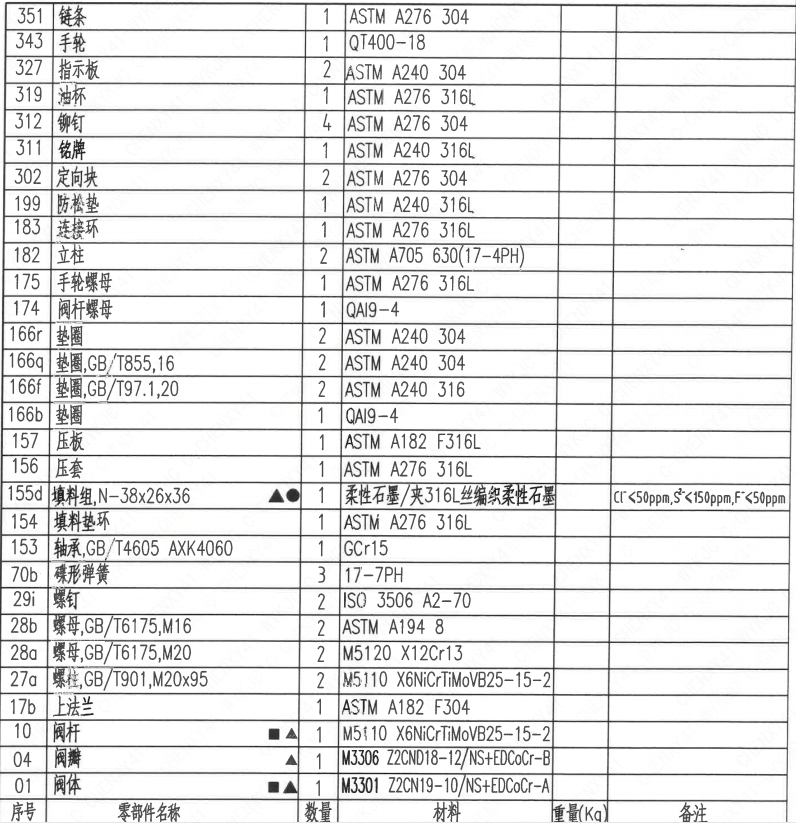 351 链条 1 ASTM A276 304
343 手轮 1 QT400-18
327 指示板 2 ASTM A240 304
319 油杯 1 ASTM A276 316L
312 铆钉 4 ASTM A276 304
311 铭牌 1 ASTM A240 316L
302 定向块 2 ASTM A276 304
199 防松垫 1 ASTM A240 316L
183 连接环 1 ASTM A276 316L
182 立柱 2 ASTM A705 630(17-4PH)
175 手轮螺母 1 ASTM A276 316L
174 阀杆螺母 1 QAl9-4
166r 垫圈 2 ASTM A240 304
166q 垫圈,GB/T855,16 2 ASTM A240 304
166f 垫圈,GB/T97.1,20 2 ASTM A240 316
166b 垫圈 1 QAl9-4
157 压板 1 ASTM A182 F316L
156 压套 1 ASTM A276 316L
155d 填料组,N-38x26x36 ▲● 1 柔性石墨/夹316L丝编织柔性石墨 Cl⁻≤50ppm,S²⁻≤150ppm,F⁻≤50ppm
154 填料垫环 1 ASTM A276 316L
153 轴承,GB/T4605 AXK4060 1 GCr15
70b 碟形弹簧 3 17-7PH
29i 螺钉 2 ISO 3506 A2-70
28b 螺母,GB/T6175,M16 2 ASTM A194 8
28a 螺母,GB/T6175,M20 2 M5120 X12Cr13
27a 螺柱,GB/T901,M20x95 2 M5110 X6NiCrTiMoVB25-15-2
17b 上法兰 1 ASTM A182 F304
10 阀杆 ■▲ 1 M5110 X6NiCrTiMoVB25-15-2
04 阀瓣 ▲ 1 M3306 Z2CND18-12/NS+EDCoCr-B
01 阀体 ■▲ 1 M3301 Z2CN19-10/NS+EDCoCr-A
序号 零部件名称 数量 材料 重量(Kg) 备注